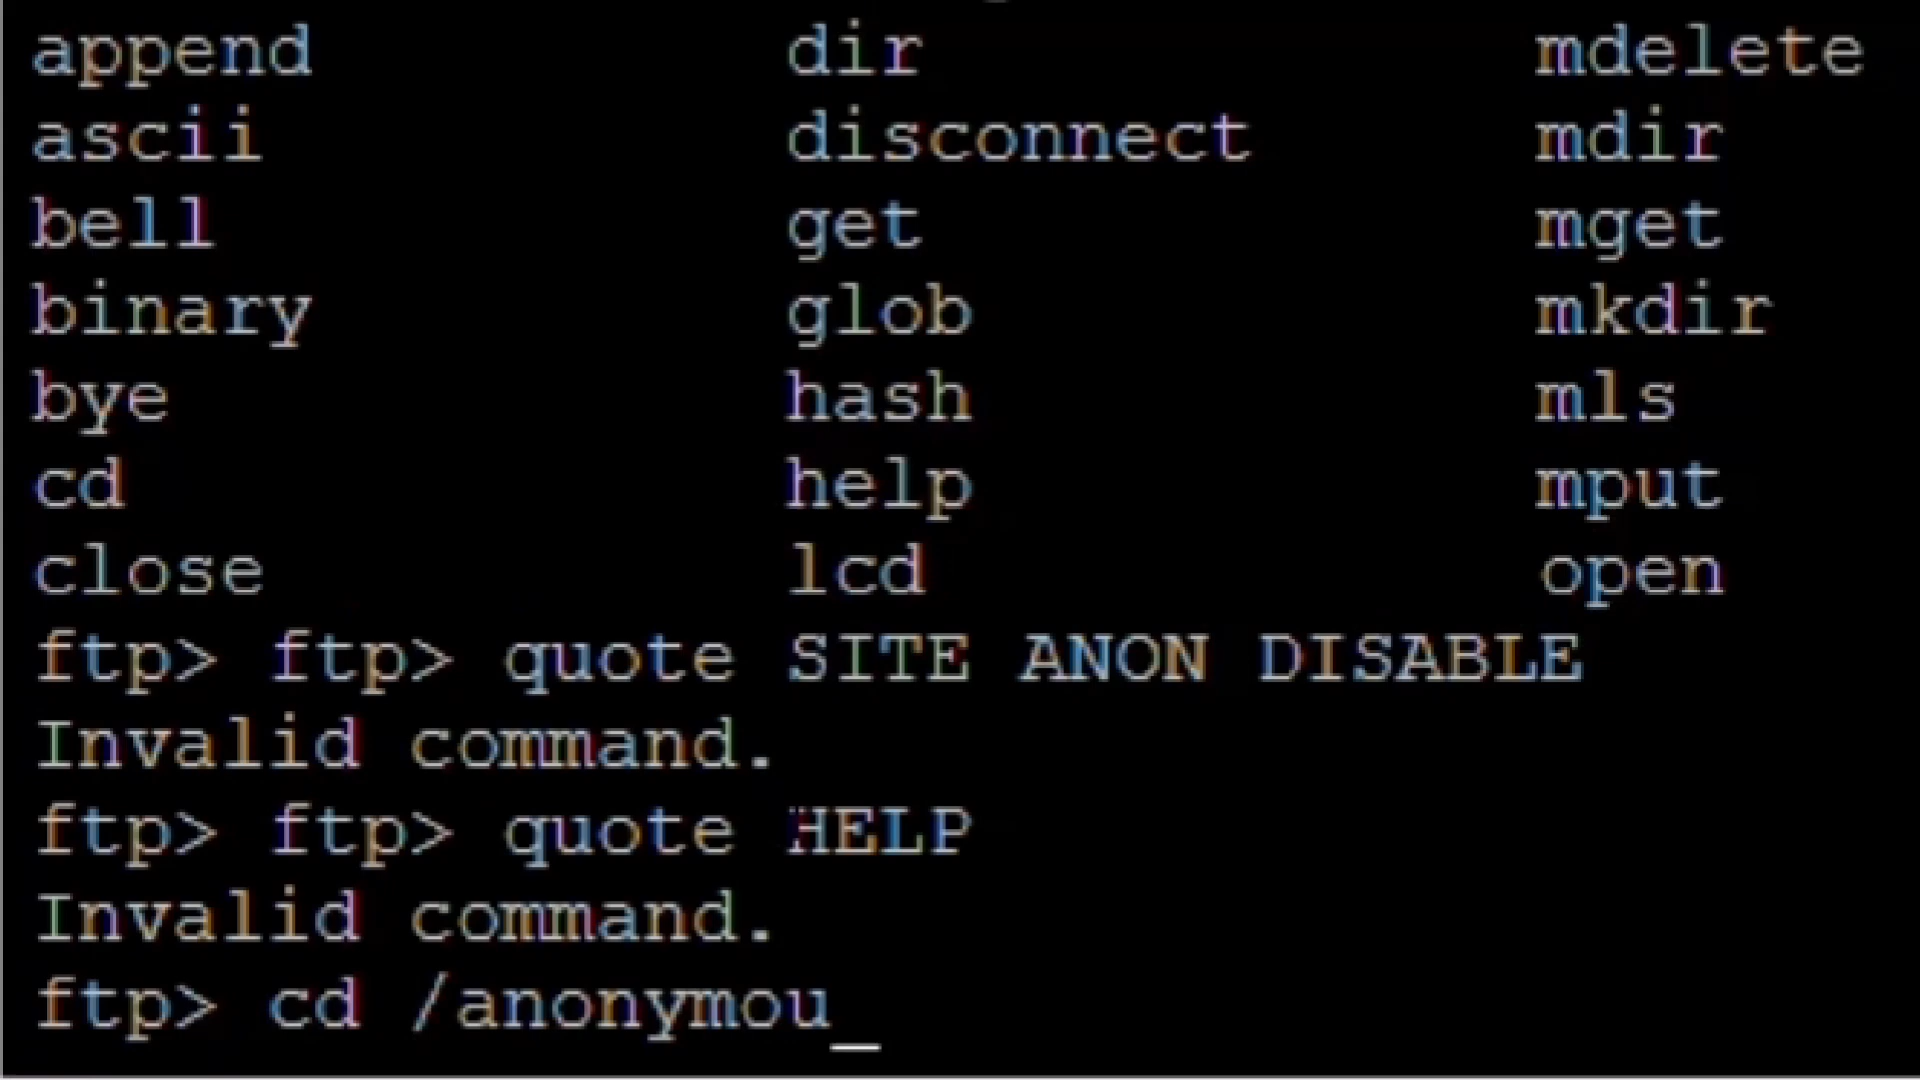 append dir mdelete
ascii disconnect mdir
bell get mget
binary glob mkdir
bye hash mls
cd help mput
close lcd open
ftp> ftp> quote SITE ANON DISABLE
Invalid command.
ftp> ftp> quote HELP
Invalid command.
ftp> cd /anonymou_